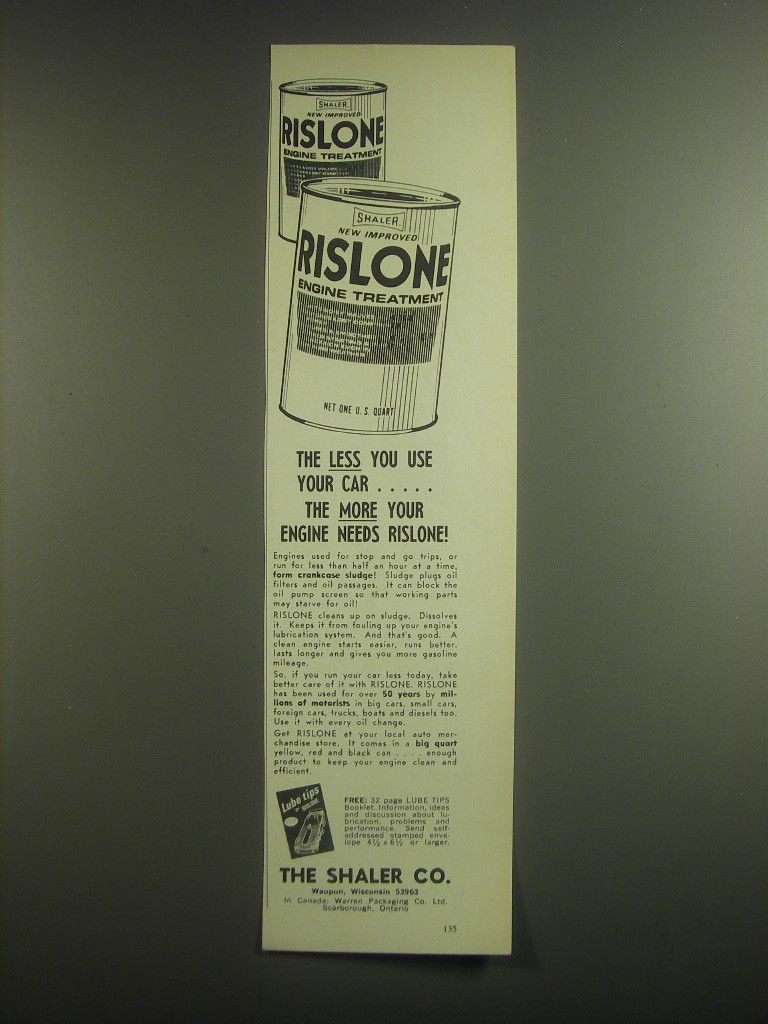 SHALER.
NEW IMPROVED
RISLONE
ENGINE TREATMENT
SHALER.
NEW IMPROVED
RISLONE
ENGINE TREATMENT
NET ONE U. S. QUART
THE LESS YOU USE
YOUR CAR . . . . .
THE MORE YOUR
ENGINE NEEDS RISLONE!
Engines used for stop and go trips, or
run for less than half an hour at a time,
form crankcase sludge! Sludge plugs oil
filters and oil passages. It can block the
oil pump screen so that working parts
may starve for oil!
RISLONE cleans up on sludge. Dissolves
it. Keeps it from fouling up your engine's
lubrication system. And that's good. A
clean engine starts easier, runs better,
lasts longer and gives you more gasoline
mileage.
So, if you run your car less today, take
better care of it with RISLONE. RISLONE
has been used for over 50 years by mil-
lions of motorists in big cars, small cars,
foreign cars, trucks, boats and diesels too.
Use it with every oil change.
Get RISLONE at your local auto mer-
chandise store. It comes in a big quart
yellow, red and black can . . . . enough
product to keep your engine clean and
efficient.
Lube tips
FREE: 32 page LUBE TIPS
Booklet. Information, ideas
and discussion about lu-
brication, problems and
performance. Send self-
addressed stamped enve-
lope 4½ x 6½ or larger.
THE SHALER CO.
Waupun, Wisconsin 53963
In Canada: Warren Packaging Co. Ltd.
Scarborough, Ontario
135